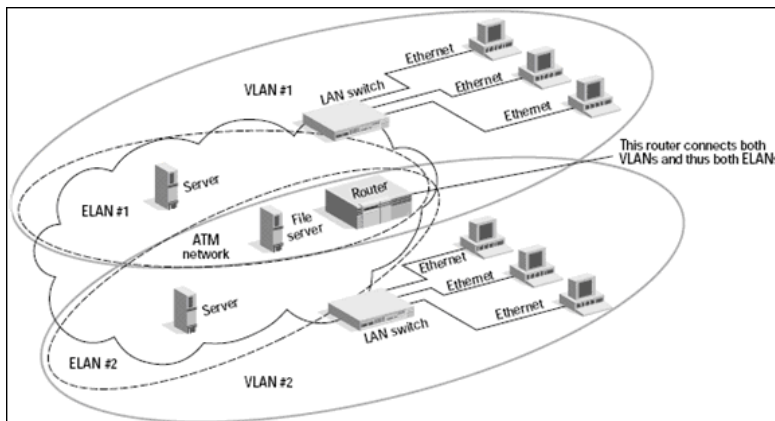 Ethernet
VLAN #1
LAN switch
Ethernet
Ethernet
This router connects both
VLANs and thus both ELANs
Server
Router
ELAN #1
File
server
ATM
network
Ethernet
Ethernet
Server
Ethernet
LAN switch
ELAN #2
VLAN #2